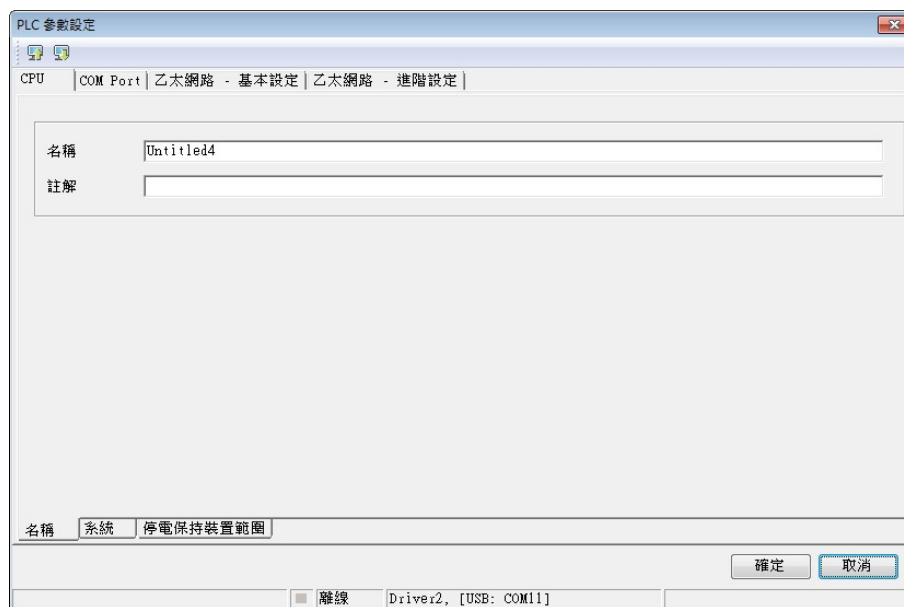 PLC 參數設定
CPU COM Port 乙太網路 - 基本設定 乙太網路 - 進階設定
名稱 Untitled4
註解
名稱 系統 停電保持裝置範圍
確定 取消
離線 Driver2, [USB: COM11]